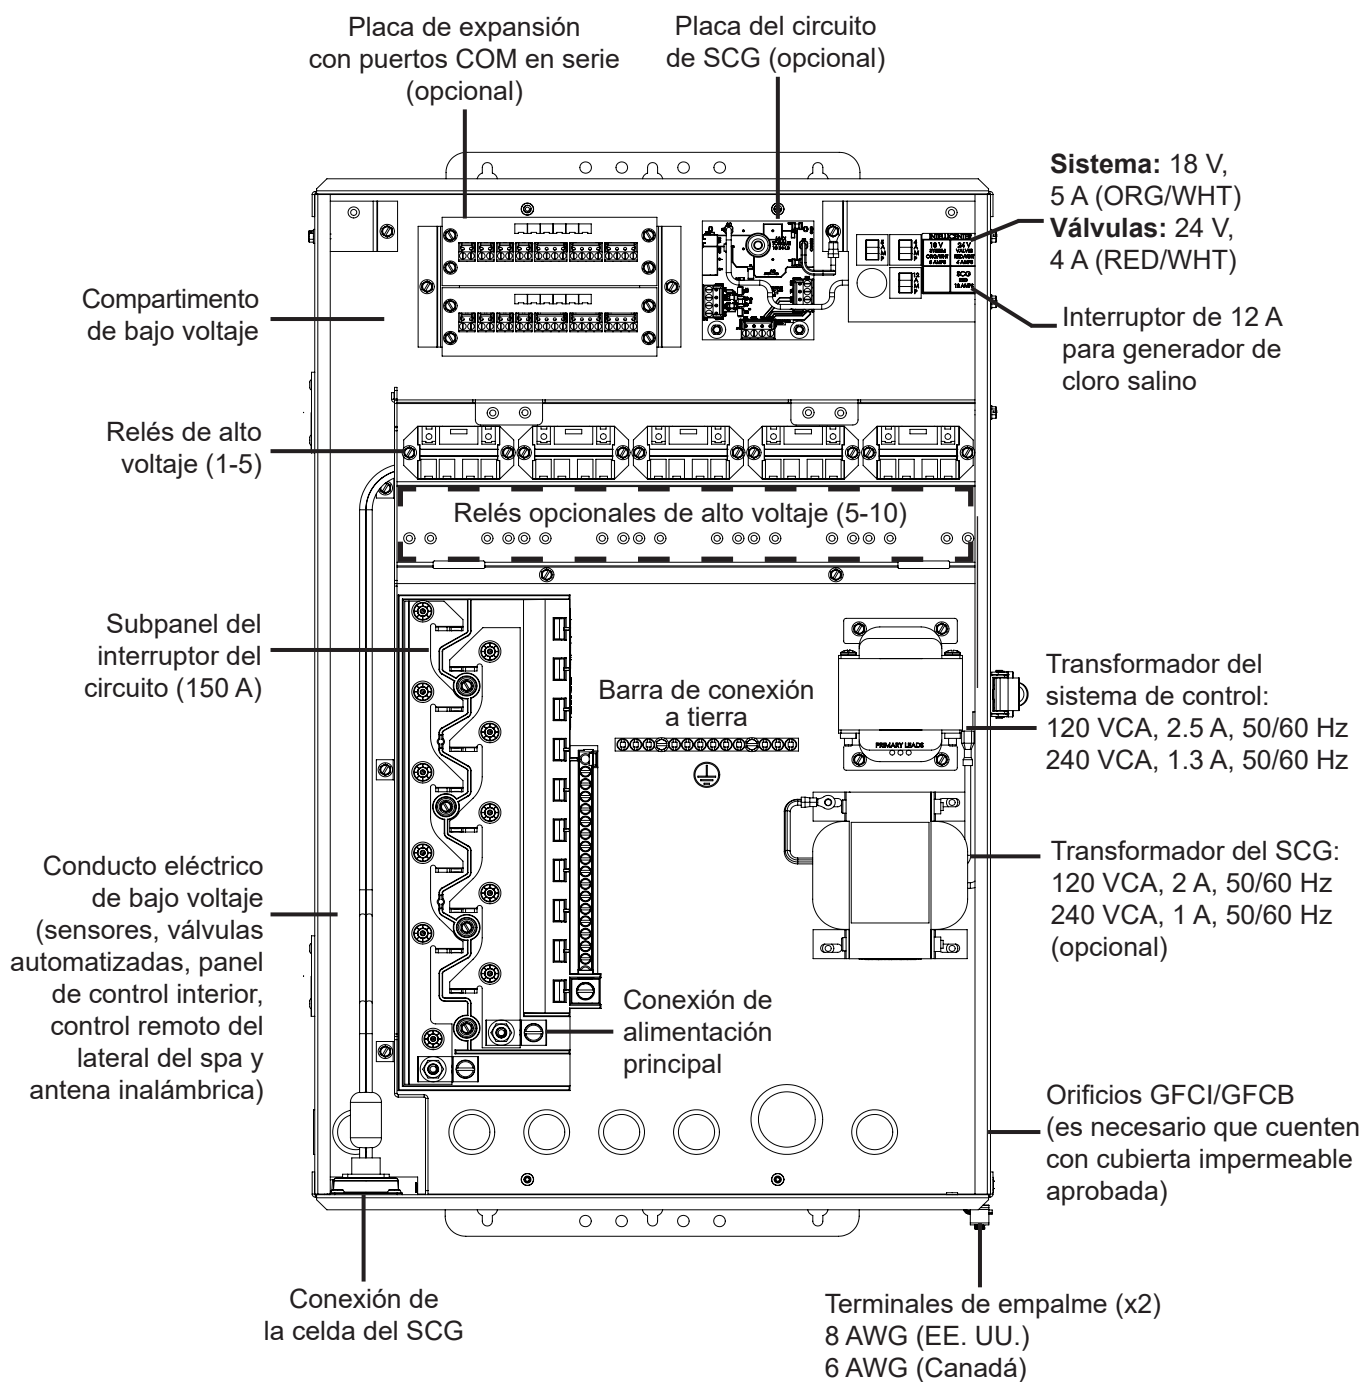 Placa de expansión
con puertos COM en serie
(opcional)
Placa del circuito
de SCG (opcional)
Sistema: 18 V,
5 A (ORG/WHT)
Válvulas: 24 V,
4 A (RED/WHT)
INTELLICENTER
18 V
24 V
SCG
Interruptor de 12 A
para generador de
cloro salino
Compartimento
de bajo voltaje
Relés de alto
voltaje (1-5)
Relés opcionales de alto voltaje (5-10)
Subpanel del
interruptor del
circuito (150 A)
Barra de conexión
a tierra
PRIMARY LEADS
Transformador del
sistema de control:
120 VCA, 2.5 A, 50/60 Hz
240 VCA, 1.3 A, 50/60 Hz
Transformador del SCG:
120 VCA, 2 A, 50/60 Hz
240 VCA, 1 A, 50/60 Hz
(opcional)
Conducto eléctrico
de bajo voltaje
(sensores, válvulas
automatizadas, panel
de control interior,
control remoto del
lateral del spa y
antena inalámbrica)
Conexión de
alimentación
principal
Orificios GFCI/GFCB
(es necesario que cuenten
con cubierta impermeable
aprobada)
Conexión de
la celda del SCG
Terminales de empalme (x2)
8 AWG (EE. UU.)
6 AWG (Canadá)